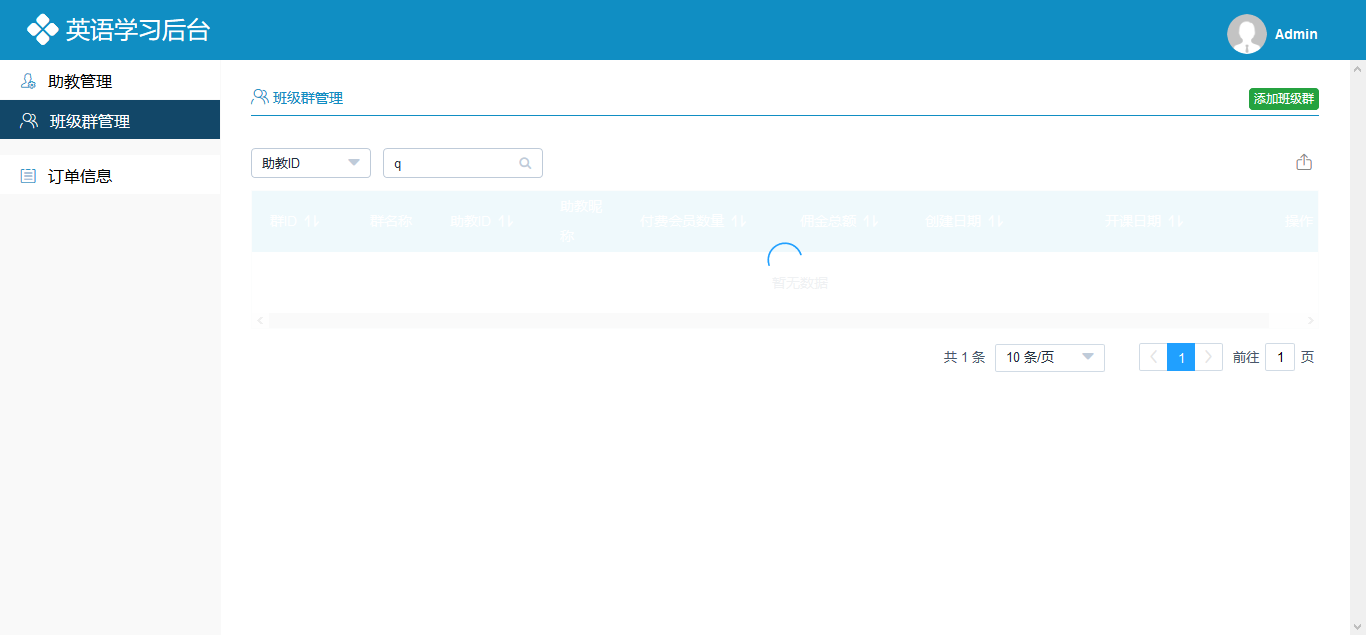 英语学习后台
Admin
助教管理
班级群管理
订单信息
班级群管理
添加班级群
助教ID
q
群ID 群名称 助教ID 助教昵称 付费会员数量 佣金总额 创建日期 开课日期 操作
暂无数据
共 1 条 10 条/页 1 前往 1 页